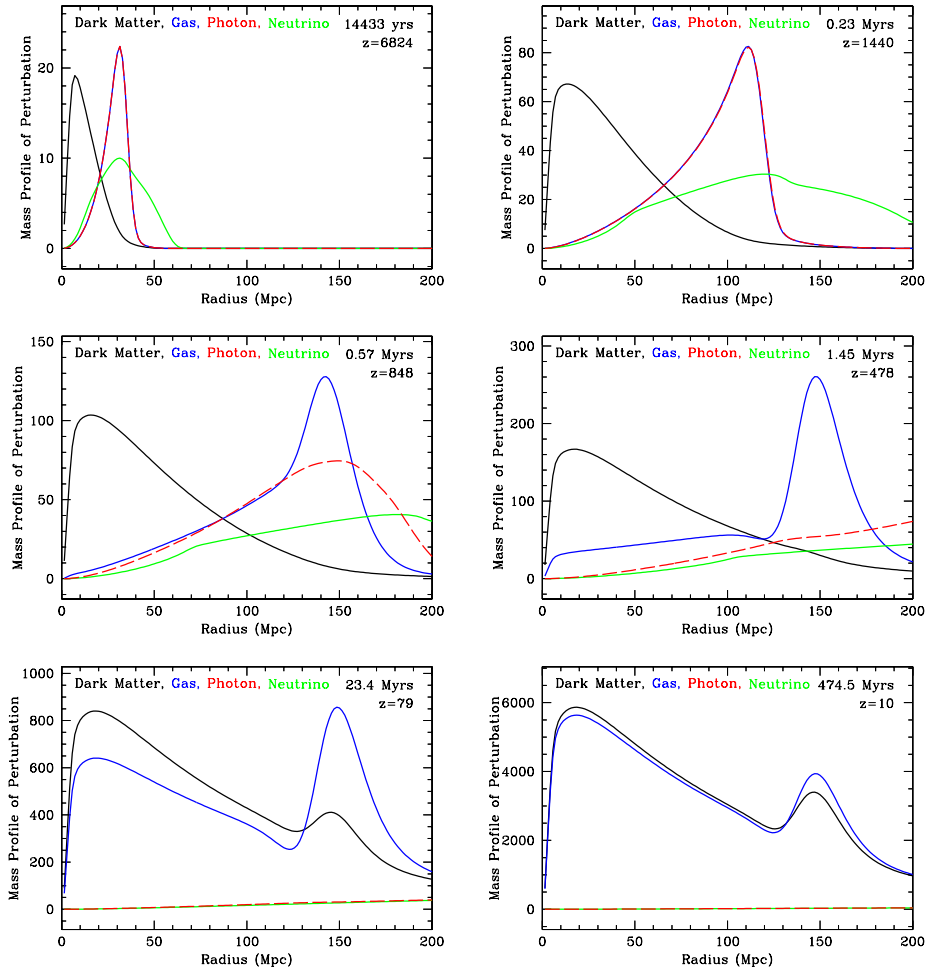 Dark Matter, Gas, Photon, Neutrino 14433 yrs
z=6824
Mass Profile of Perturbation
20
10
0
0 50 100 150 200
Radius (Mpc)
Dark Matter, Gas, Photon, Neutrino 0.23 Myrs
z=1440
Mass Profile of Perturbation
80
60
40
20
0
0 50 100 150 200
Radius (Mpc)
Dark Matter, Gas, Photon, Neutrino 0.57 Myrs
z=848
Mass Profile of Perturbation
150
100
50
0
0 50 100 150 200
Radius (Mpc)
Dark Matter, Gas, Photon, Neutrino 1.45 Myrs
z=478
Mass Profile of Perturbation
300
200
100
0
0 50 100 150 200
Radius (Mpc)
Dark Matter, Gas, Photon, Neutrino 23.4 Myrs
z=79
Mass Profile of Perturbation
1000
800
600
400
200
0
0 50 100 150 200
Radius (Mpc)
Dark Matter, Gas, Photon, Neutrino 474.5 Myrs
z=10
Mass Profile of Perturbation
6000
4000
2000
0
0 50 100 150 200
Radius (Mpc)